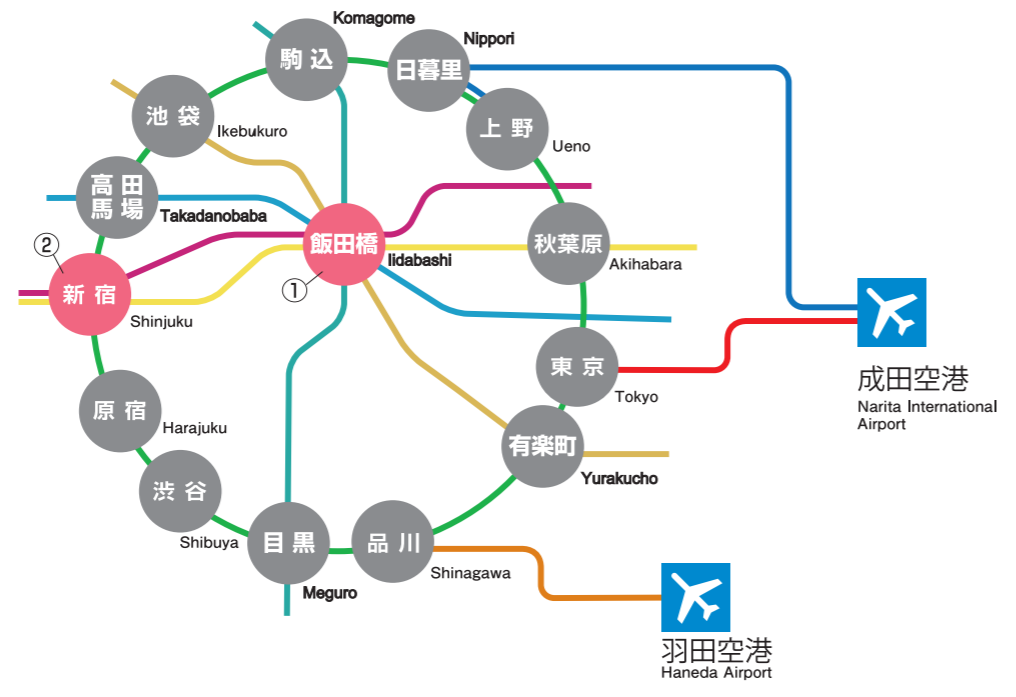 Komagome
駒込
Nippori
日暮里
池袋
Ikebukuro
上野
Ueno
高田
馬場
Takadanobaba
飯田橋
Iidabashi
①
秋葉原
Akihabara
②
新宿
Shinjuku
東京
Tokyo
成田空港
Narita International
Airport
原宿
Harajuku
有楽町
Yurakucho
渋谷
Shibuya
目黒
Meguro
品川
Shinagawa
羽田空港
Haneda Airport